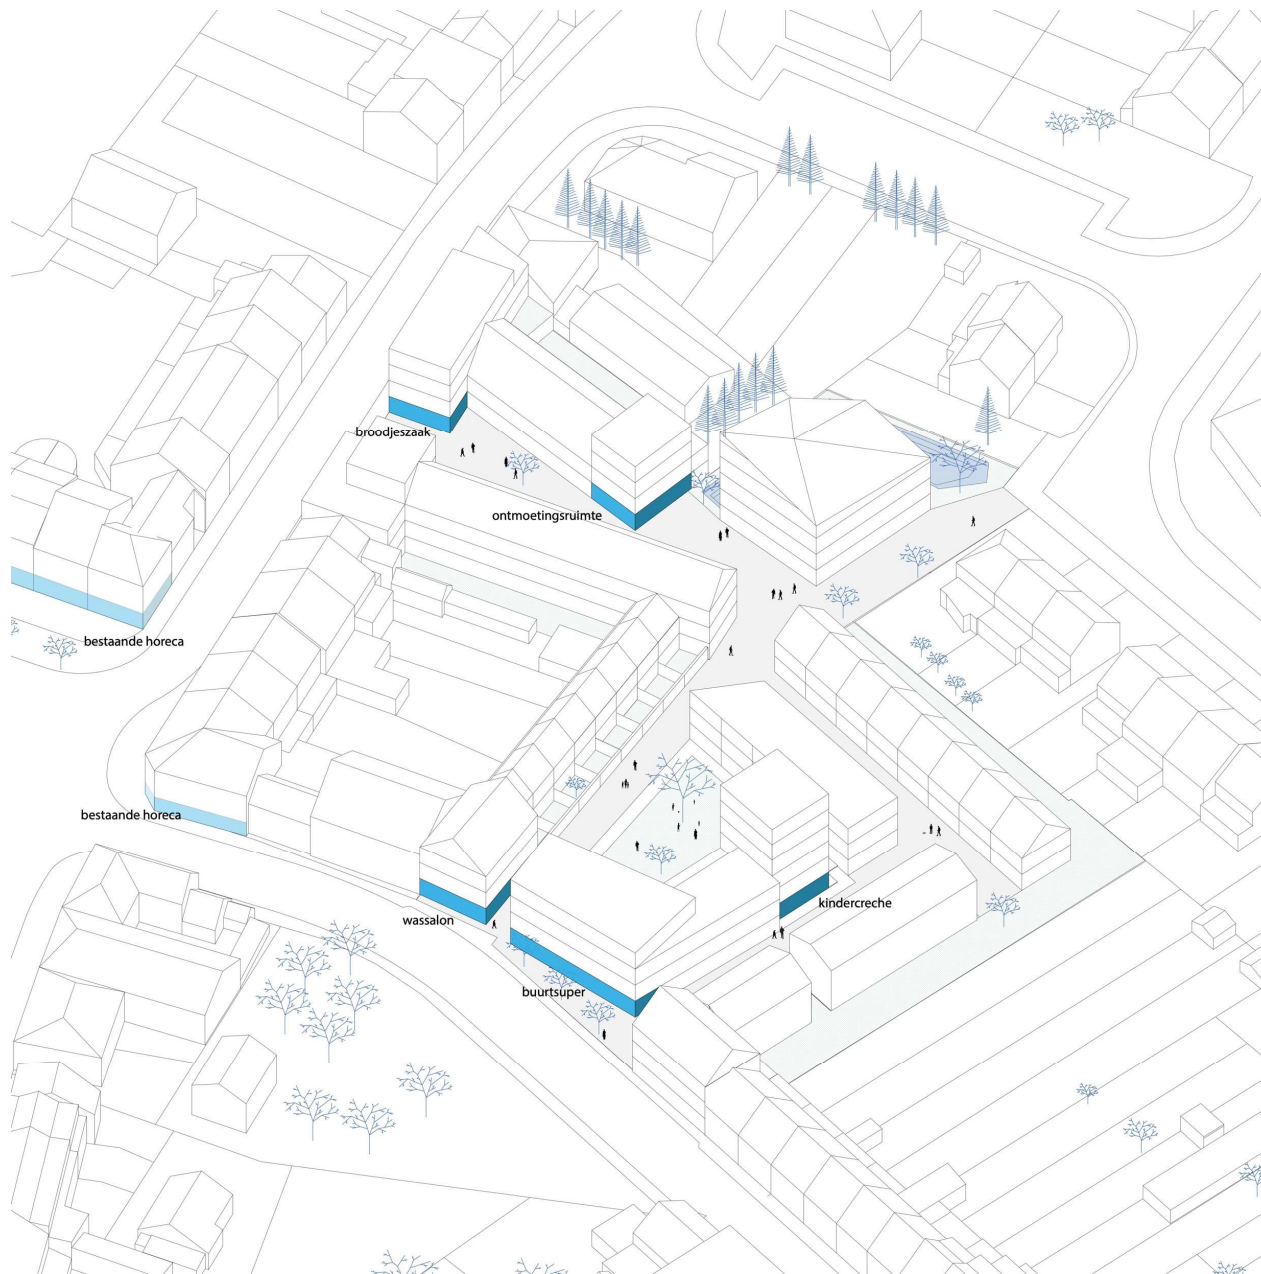 broodjeszaak
ontmoetingsruimte
bestaande horeca
bestaande horeca
kindercreche
wassalon
buurtsuper